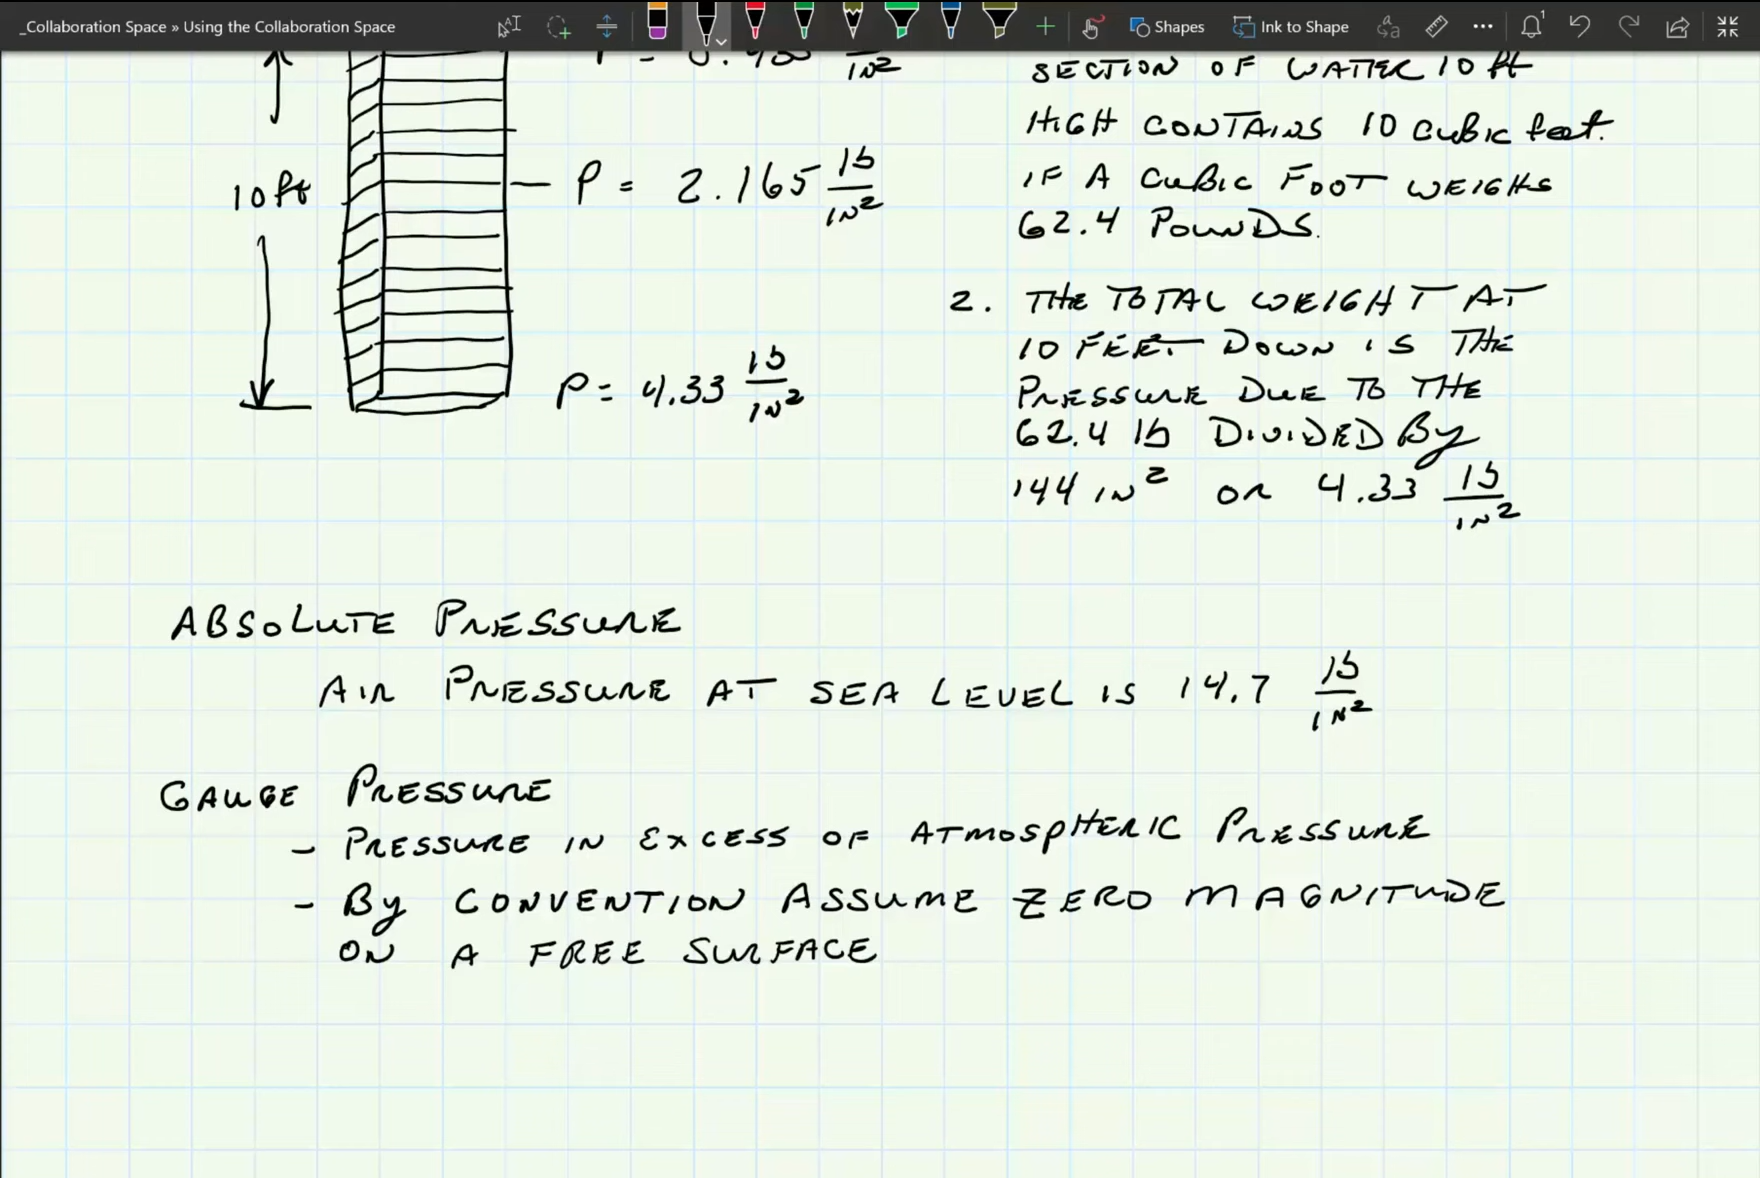 _Collaboration Space » Using the Collaboration Space
Shapes
Ink to Shape
IN²
10 ft
P = 2.165 lb/IN²
P = 4.33 lb/IN²
SECTION OF WATER 10 ft
HIGH CONTAINS 10 cubic feet.
IF A CUBIC FOOT WEIGHS
62.4 POUNDS.
2. THE TOTAL WEIGHT AT
10 FEET DOWN IS THE
PRESSURE DUE TO THE
62.4 lb DIVIDED By
144 IN² OR 4.33 lb/IN²
ABSOLUTE PRESSURE
AIR PRESSURE AT SEA LEVEL IS 14.7 lb/IN²
GAUGE PRESSURE
- PRESSURE IN EXCESS OF ATMOSPHERIC PRESSURE
- By CONVENTION ASSUME ZERO MAGNITUDE
ON A FREE SURFACE